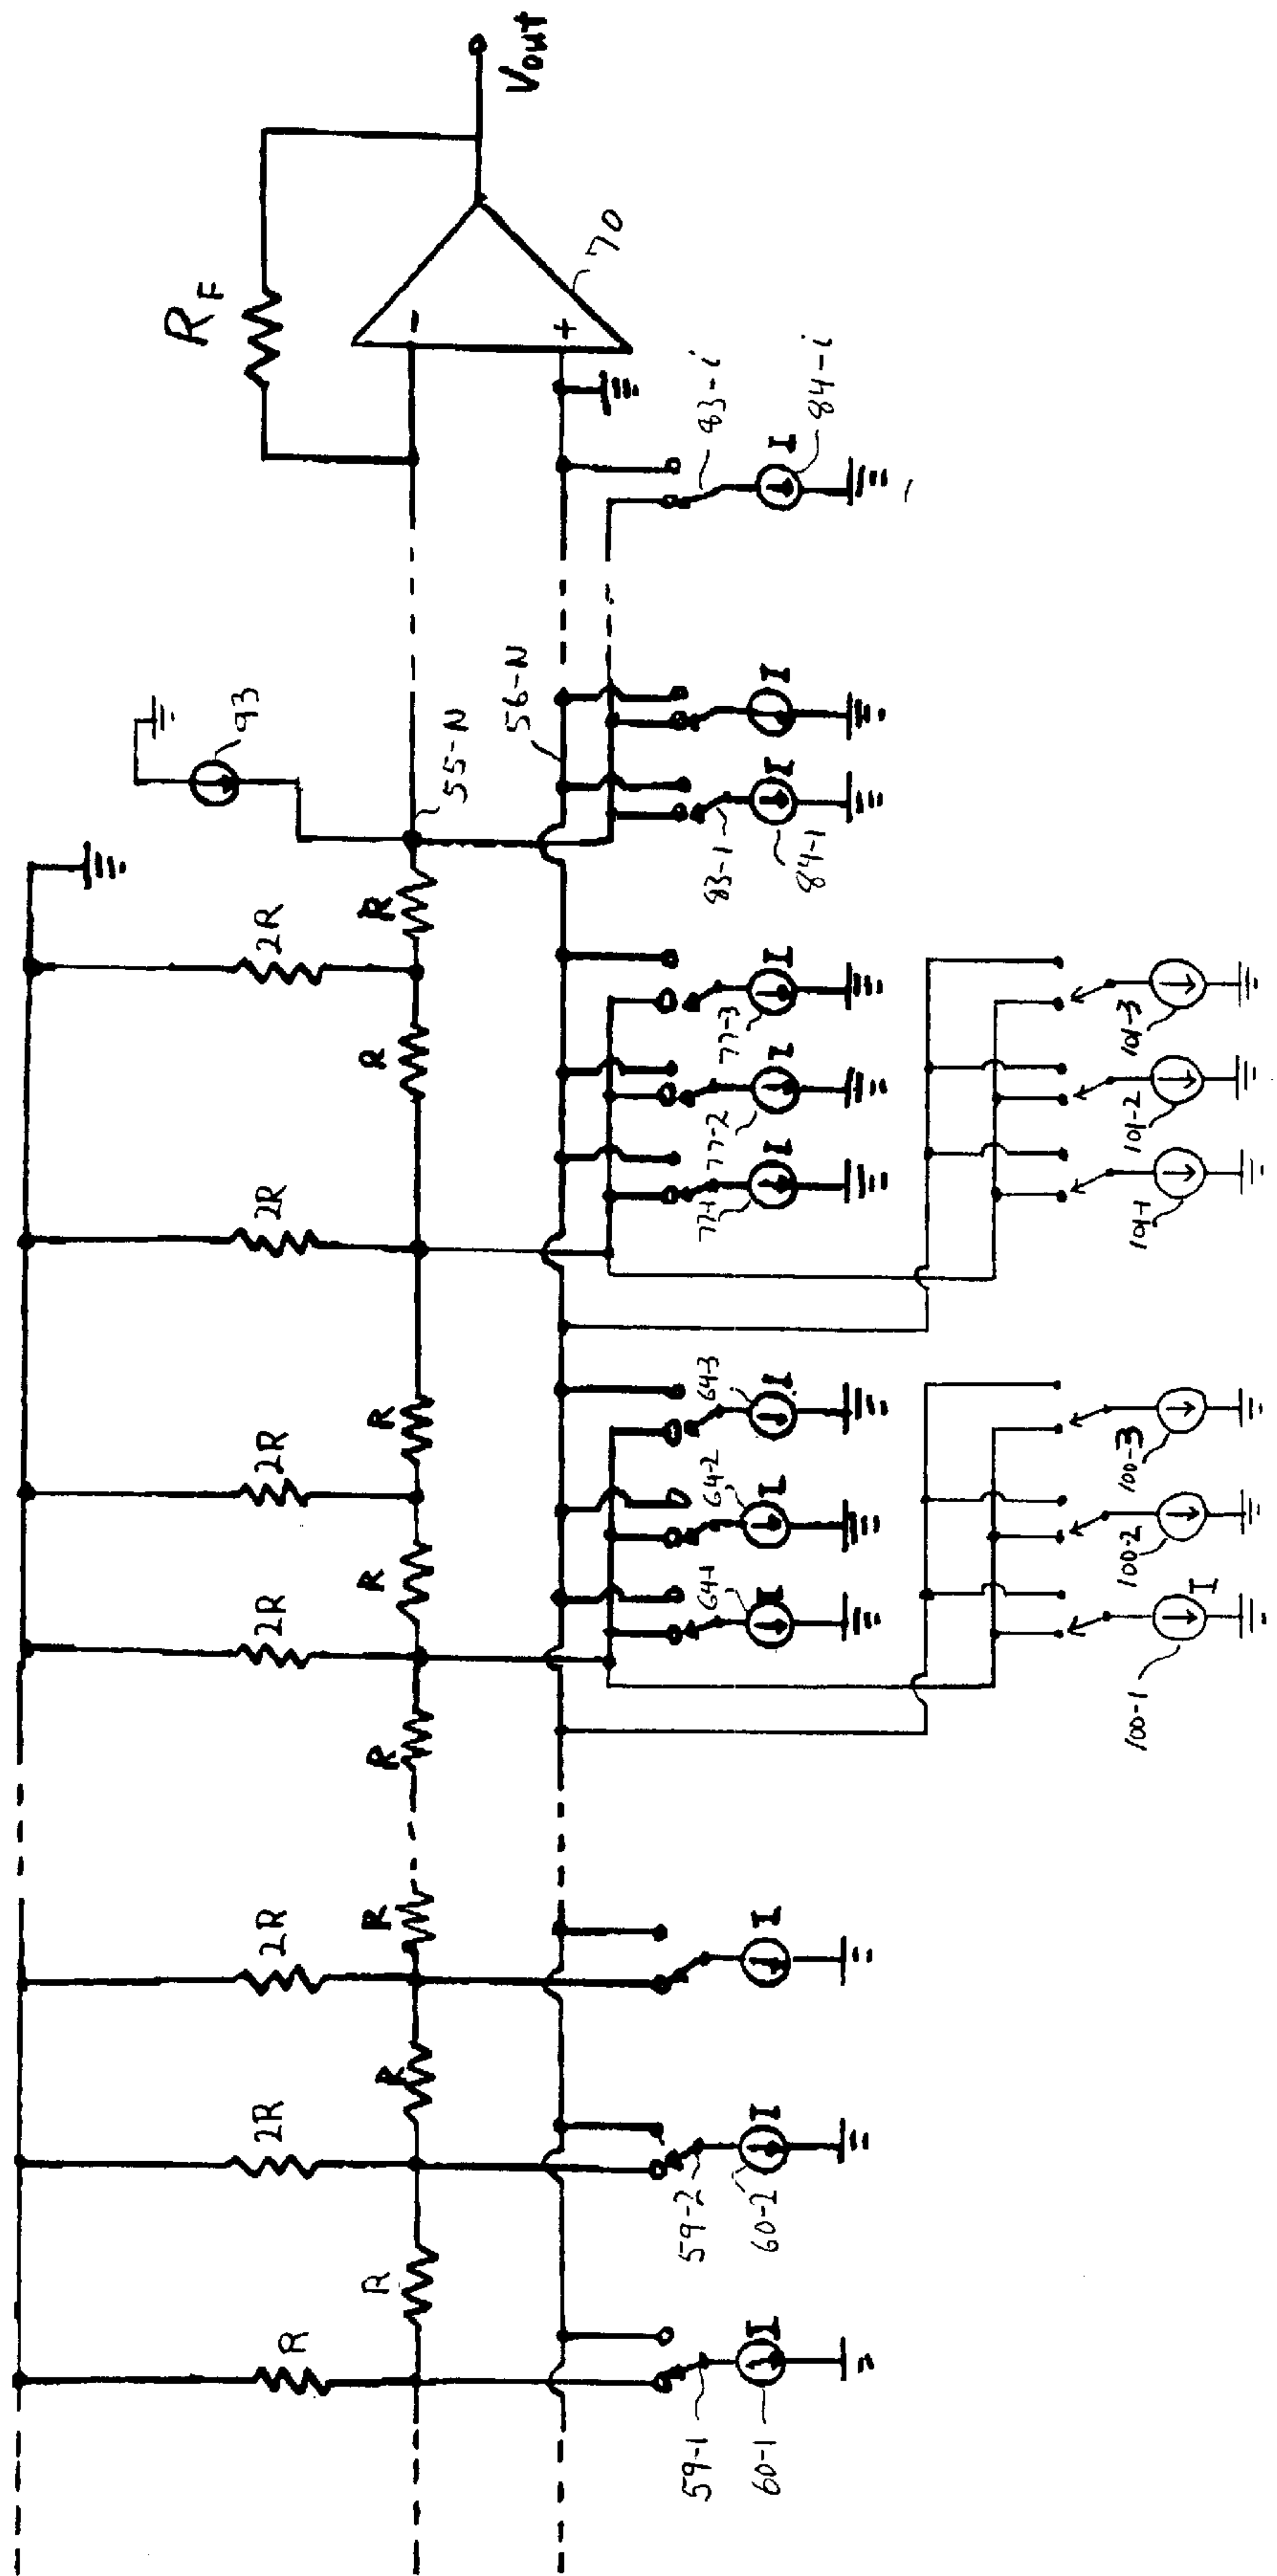 Vout
R F
-
+
70
83-i
I
84-i
93
55-N
56-N
I
I
83-1
84-1
R
2R
R
2R
R
2R
R
2R
R
R
2R
R
2R
R
R
I
77-3
I
77-2
I
77-1
101-3
101-2
101-1
64-3
I
64-2
I
64-1
I
100-3
100-2
I
100-1
I
59-2
I
60-2
59-1
I
60-1